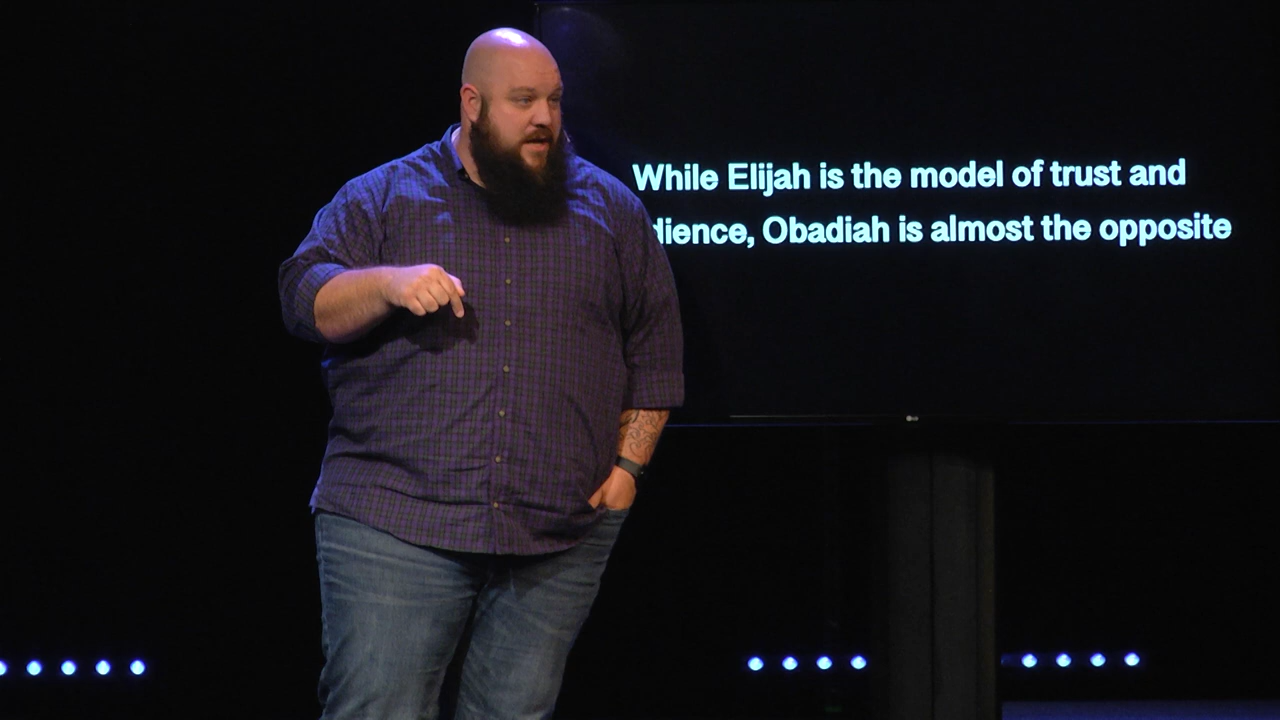 While Elijah is the model of trust and
dience, Obadiah is almost the opposite